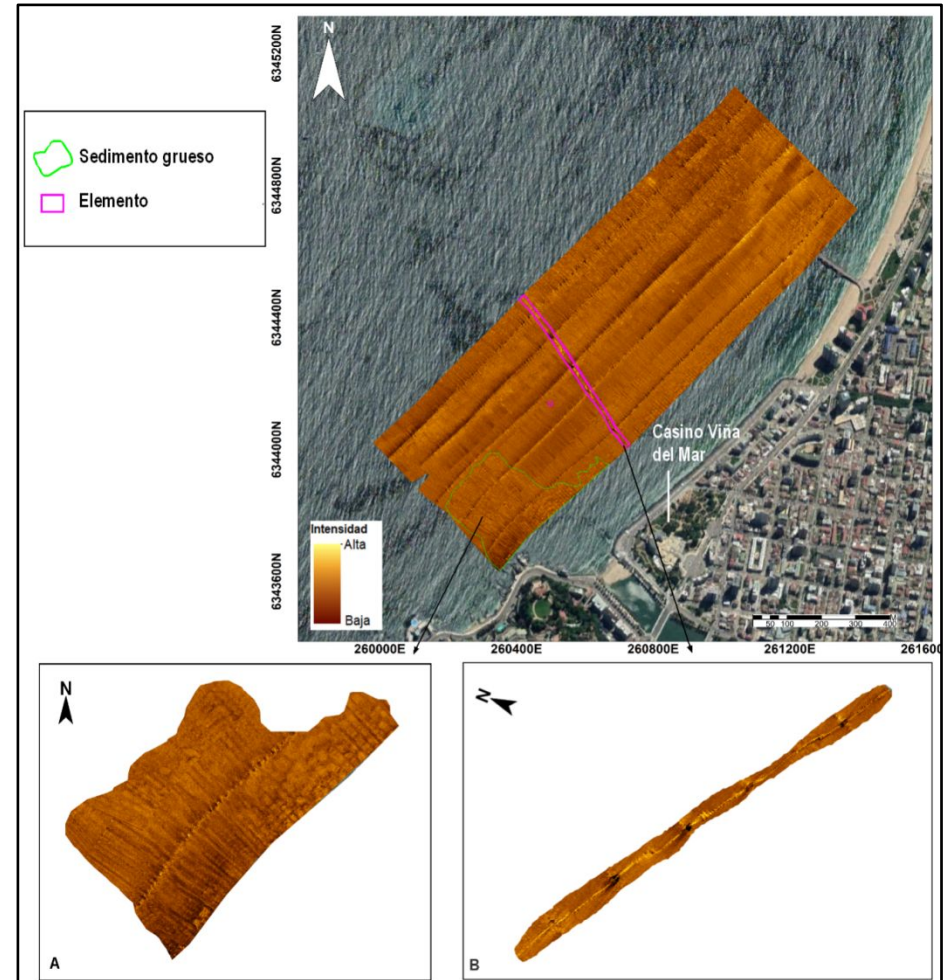 N
6345200N
6344800N
6344400N
6344000N
6343600N
Sedimento grueso
Elemento
Casino Viña
del Mar
Intensidad
Alta
Baja
50 100 200 300 400
260000E
260400E
260800E
261200E
261600
N
A
N
B